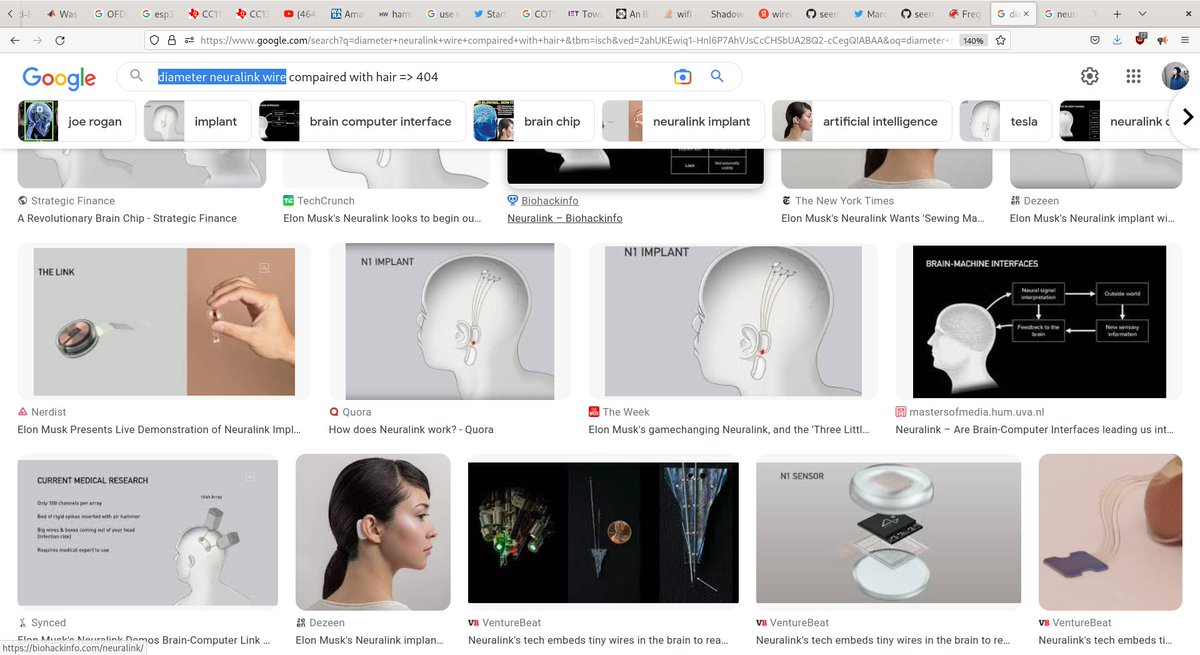 Was
OFD
esp3
CC11
CC13
(464
Ama
ham
use v
Start
COT
Tow
An IE
wifi
Shadow
wirel
seen
Marc
seen
Freq
dia
neur
https://www.google.com/search?q=diameter+neuralink+wire+compaired+with+hair+&tbm=isch&ved=2ahUKEwiq1-Hnl6P7AhVJsCcCHSbUA28Q2-cCegQIABAA&oq=diameter+
140%
Google
diameter neuralink wire compaired with hair => 404
joe rogan
implant
brain computer interface
brain chip
neuralink implant
artificial intelligence
tesla
neuralink c
Look
Not externally visible
Strategic Finance
TechCrunch
Biohackinfo
The New York Times
Dezeen
A Revolutionary Brain Chip - Strategic Finance
Elon Musk's Neuralink looks to begin ou...
Neuralink – Biohackinfo
Elon Musk's Neuralink Wants 'Sewing Ma...
Elon Musk's Neuralink implant wi...
THE LINK
N1 IMPLANT
N1 IMPLANT
BRAIN-MACHINE INTERFACES
Neural signal interpretation
Outside world
Feedback to the brain
New sensory information
Nerdist
Quora
The Week
mastersofmedia.hum.uva.nl
Elon Musk Presents Live Demonstration of Neuralink Impl...
How does Neuralink work? - Quora
Elon Musk's gamechanging Neuralink, and the 'Three Littl...
Neuralink – Are Brain-Computer Interfaces leading us int...
CURRENT MEDICAL RESEARCH
Utah Array
Only 100 channels per array
Bed of rigid spikes inserted with air hammer
Big wires & boxes coming out of your head
(infection risk)
Requires medical expert to use
N1 SENSOR
Synced
Dezeen
VentureBeat
VentureBeat
VentureBeat
Elon Musk's Neuralink Demos Brain-Computer Link ...
Elon Musk's Neuralink implan...
Neuralink's tech embeds tiny wires in the brain to rea...
Neuralink's tech embeds tiny wires in the brain to re...
Neuralink's tech embeds ti...
https://biohackinfo.com/neuralink/